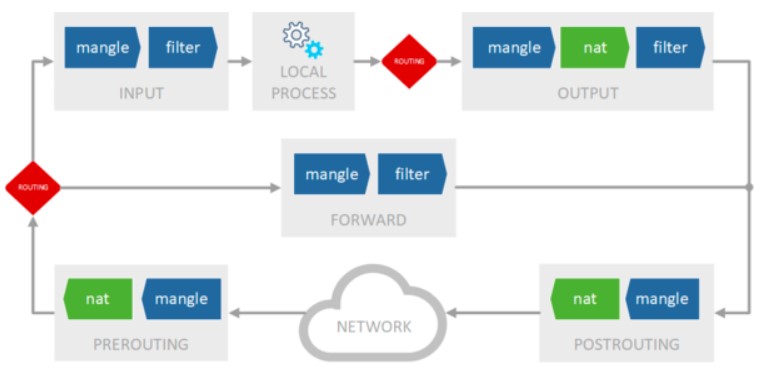 mangle
filter
INPUT
LOCAL
PROCESS
ROUTING
mangle
nat
filter
OUTPUT
ROUTING
mangle
filter
FORWARD
nat
mangle
PREROUTING
NETWORK
nat
mangle
POSTROUTING